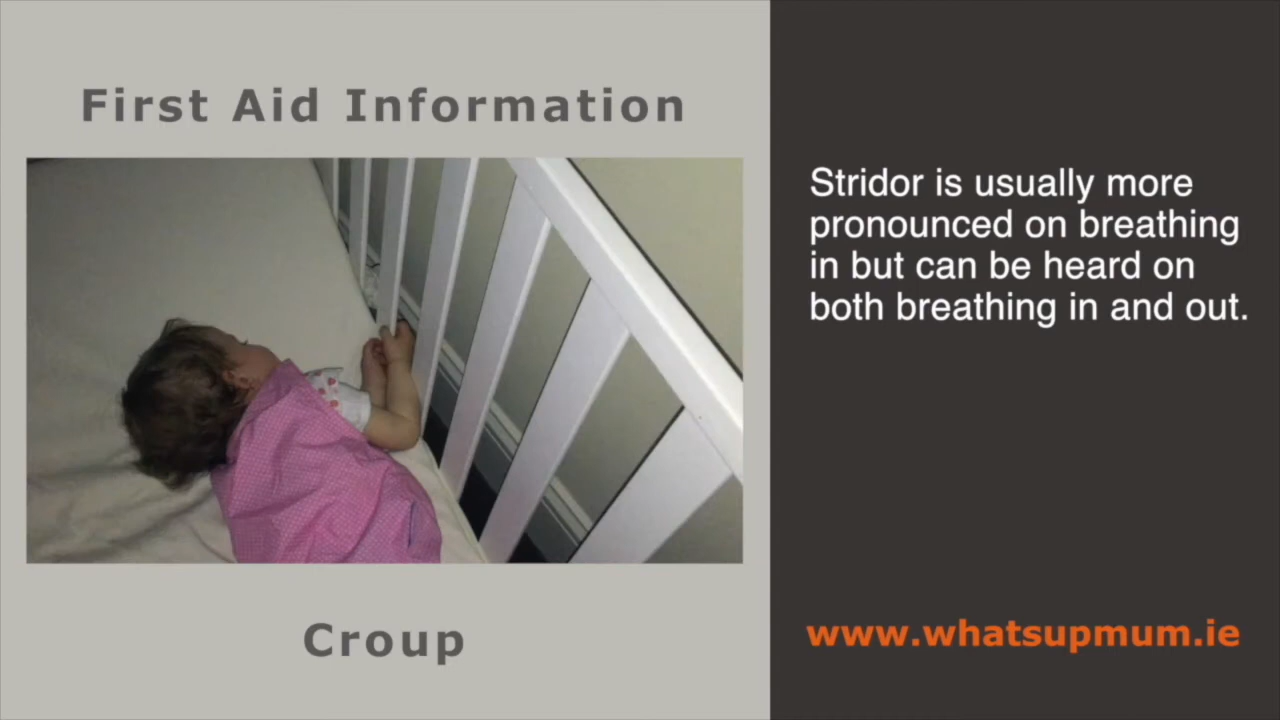 First Aid Information
Stridor is usually more
pronounced on breathing
in but can be heard on
both breathing in and out.
Croup
www.whatsupmum.ie